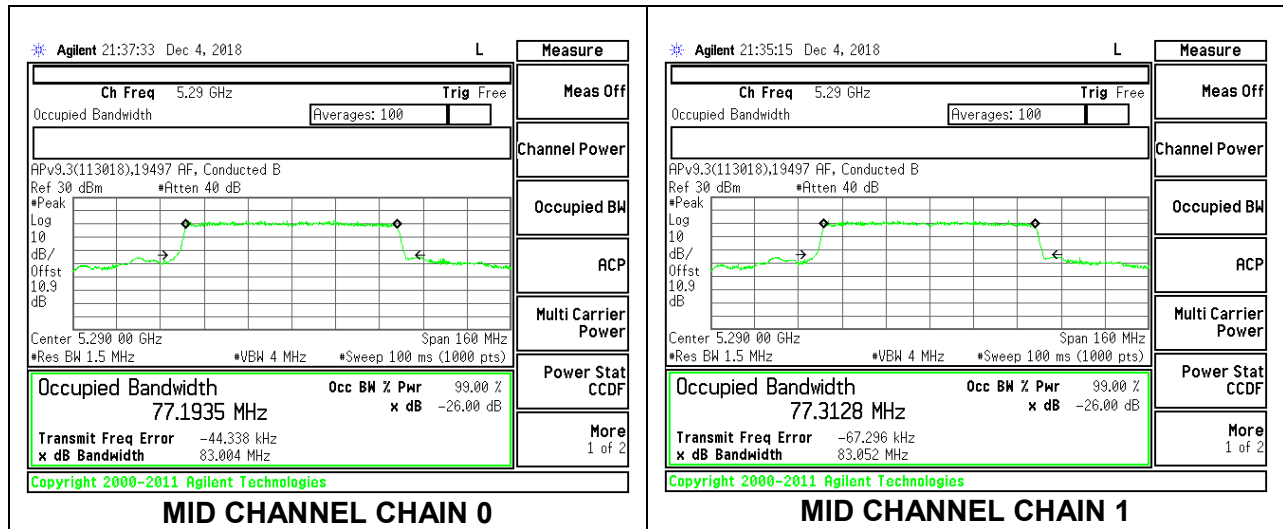 Agilent 21:37:33 Dec 4, 2018 L
Measure
Ch Freq 5.29 GHz Trig Free
Occupied Bandwidth Averages: 100
Meas Off
Channel Power
Occupied BW
ACP
Multi Carrier
Power
Power Stat
CCDF
More
1 of 2
APv9.3(113018),19497 AF, Conducted B
Ref 30 dBm #Atten 40 dB
#Peak
Log
10
dB/
Offst
10.9
dB
Center 5.290 00 GHz Span 160 MHz
#Res BW 1.5 MHz #VBW 4 MHz #Sweep 100 ms (1000 pts)
Occupied Bandwidth Occ BW % Pwr 99.00 %
77.1935 MHz x dB -26.00 dB
Transmit Freq Error -44.338 kHz
x dB Bandwidth 83.004 MHz
Copyright 2000-2011 Agilent Technologies
MID CHANNEL CHAIN 0
Agilent 21:35:15 Dec 4, 2018 L
Measure
Ch Freq 5.29 GHz Trig Free
Occupied Bandwidth Averages: 100
Meas Off
Channel Power
Occupied BW
ACP
Multi Carrier
Power
Power Stat
CCDF
More
1 of 2
APv9.3(113018),19497 AF, Conducted B
Ref 30 dBm #Atten 40 dB
#Peak
Log
10
dB/
Offst
10.9
dB
Center 5.290 00 GHz Span 160 MHz
#Res BW 1.5 MHz #VBW 4 MHz #Sweep 100 ms (1000 pts)
Occupied Bandwidth Occ BW % Pwr 99.00 %
77.3128 MHz x dB -26.00 dB
Transmit Freq Error -67.296 kHz
x dB Bandwidth 83.052 MHz
Copyright 2000-2011 Agilent Technologies
MID CHANNEL CHAIN 1